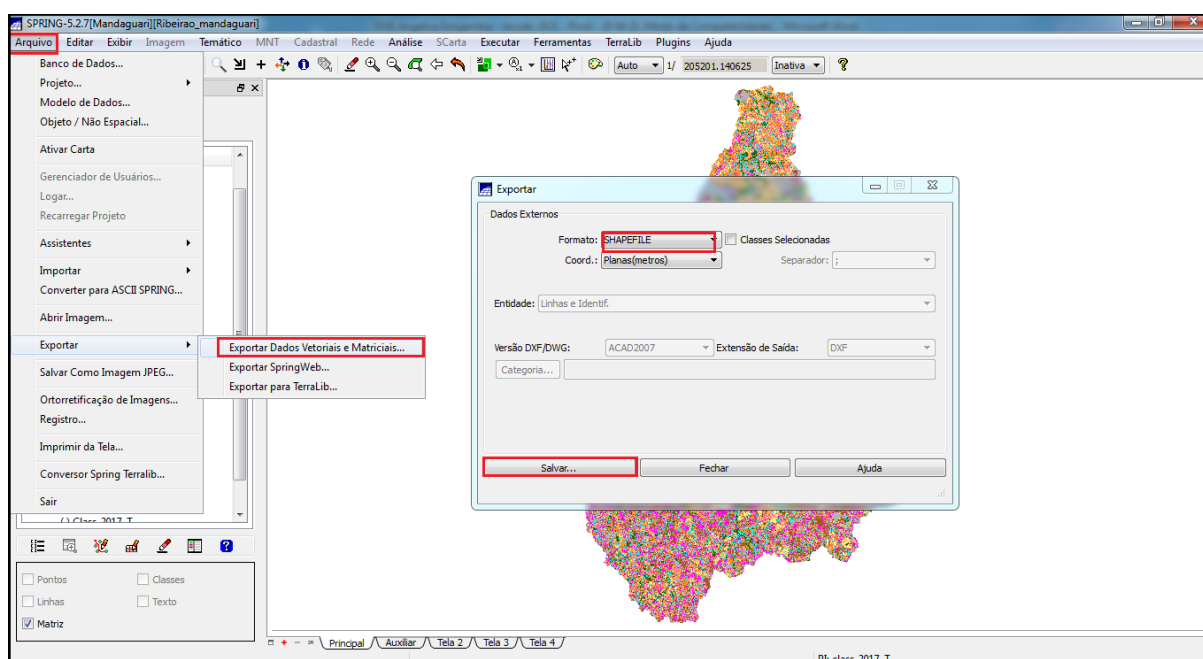 SPRING-5.2.7[Mandaguari][Ribeirao_mandaguari]
Arquivo Editar Exibir Imagem Temático MNT Cadastral Rede Análise SCarta Executar Ferramentas TerraLib Plugins Ajuda
Auto 1/ 205201.140625 Inativa
Banco de Dados...
Projeto...
Modelo de Dados...
Objeto / Não Espacial...
Ativar Carta
Gerenciador de Usuários...
Logar...
Recarregar Projeto
Assistentes
Importar
Converter para ASCII SPRING...
Abrir Imagem...
Exportar
Salvar Como Imagem JPEG...
Ortorretificação de Imagens...
Registro...
Imprimir da Tela...
Conversor Spring Terralib...
Sair
Exportar Dados Vetoriais e Matriciais...
Exportar SpringWeb...
Exportar para TerraLib...
Exportar
Dados Externos
Formato: SHAPEFILE Classes Selecionadas
Coord.: Planas(metros) Separador: ;
Entidade: Linhas e Identif.
Versão DXF/DWG: ACAD2007 Extensão de Saída: DXF
Categoria...
Salvar... Fechar Ajuda
() Class_2017_T
Pontos Classes
Linhas Texto
Matriz
Principal Auxiliar Tela 2 Tela 3 Tela 4
PI: class_2017_T